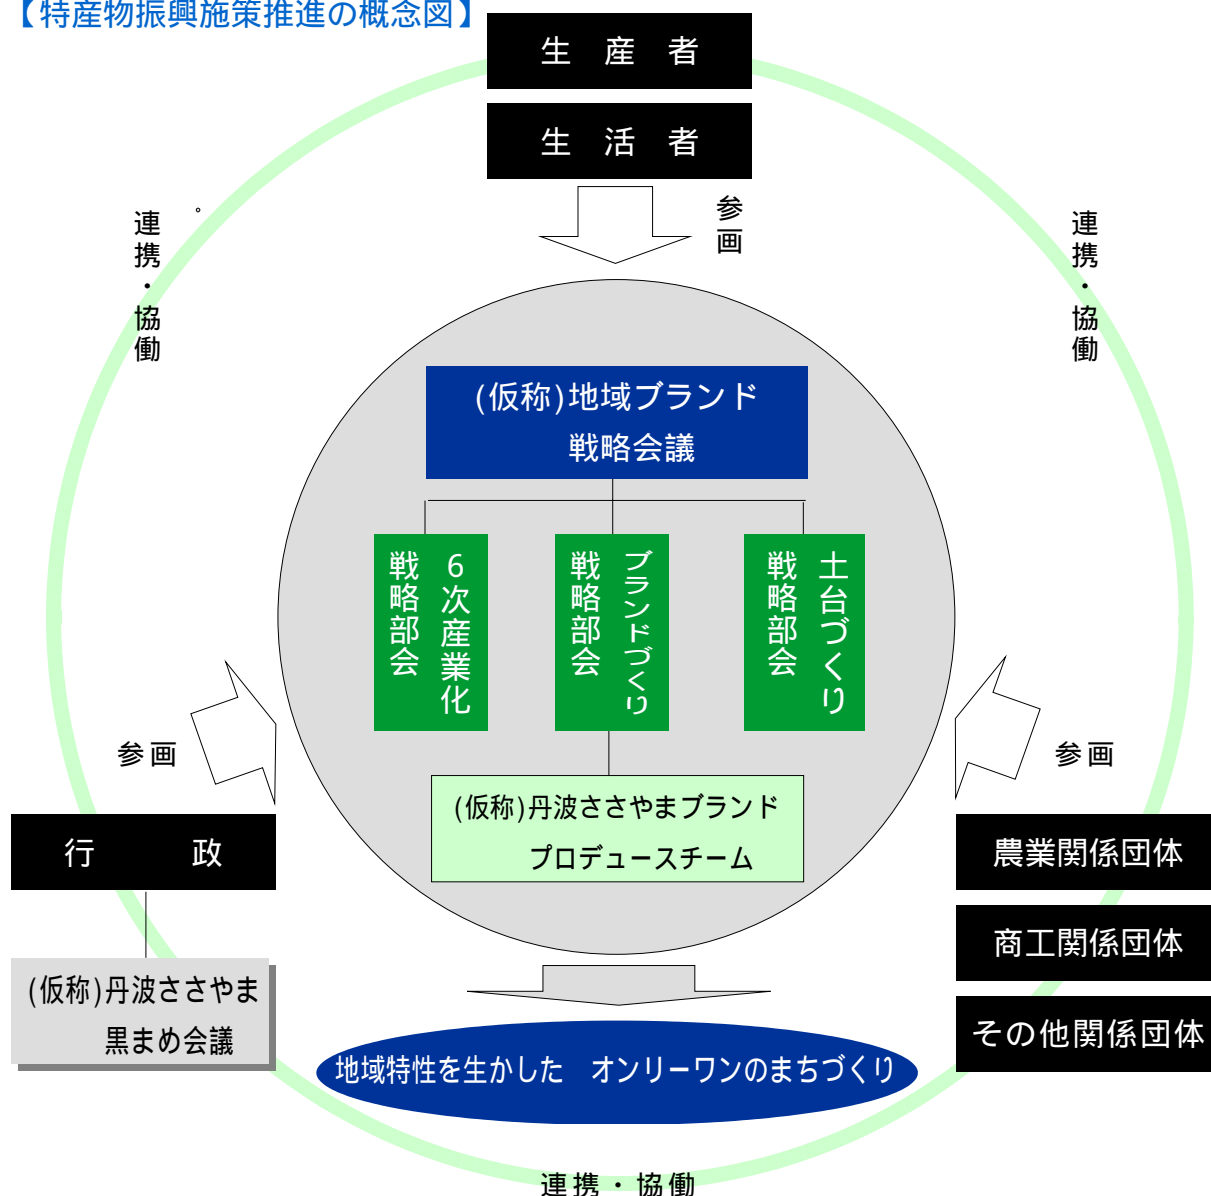 【特産物振興施策推進の概念図】
生　産　者
生　活　者
参画
連携・協働
。
連携・協働
(仮称)地域ブランド
戦略会議
6次産業化
戦略部会
ブランドづくり
戦略部会
土台づくり
戦略部会
参画
参画
(仮称)丹波ささやまブランド
プロデュースチーム
行　　　政
(仮称)丹波ささやま
黒まめ会議
農業関係団体
商工関係団体
その他関係団体
地域特性を生かした　オンリーワンのまちづくり
連携・協働